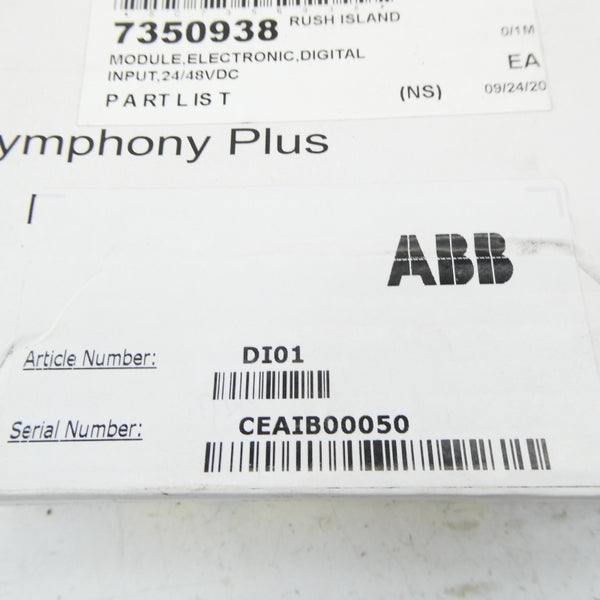 7350938 RUSH ISLAND
0/1M
MODULE,ELECTRONIC,DIGITAL
INPUT,24/48VDC
EA
PART LIST (NS) 09/24/20
ymphony Plus
ABB
Article Number: DI01
Serial Number: CEAIB00050